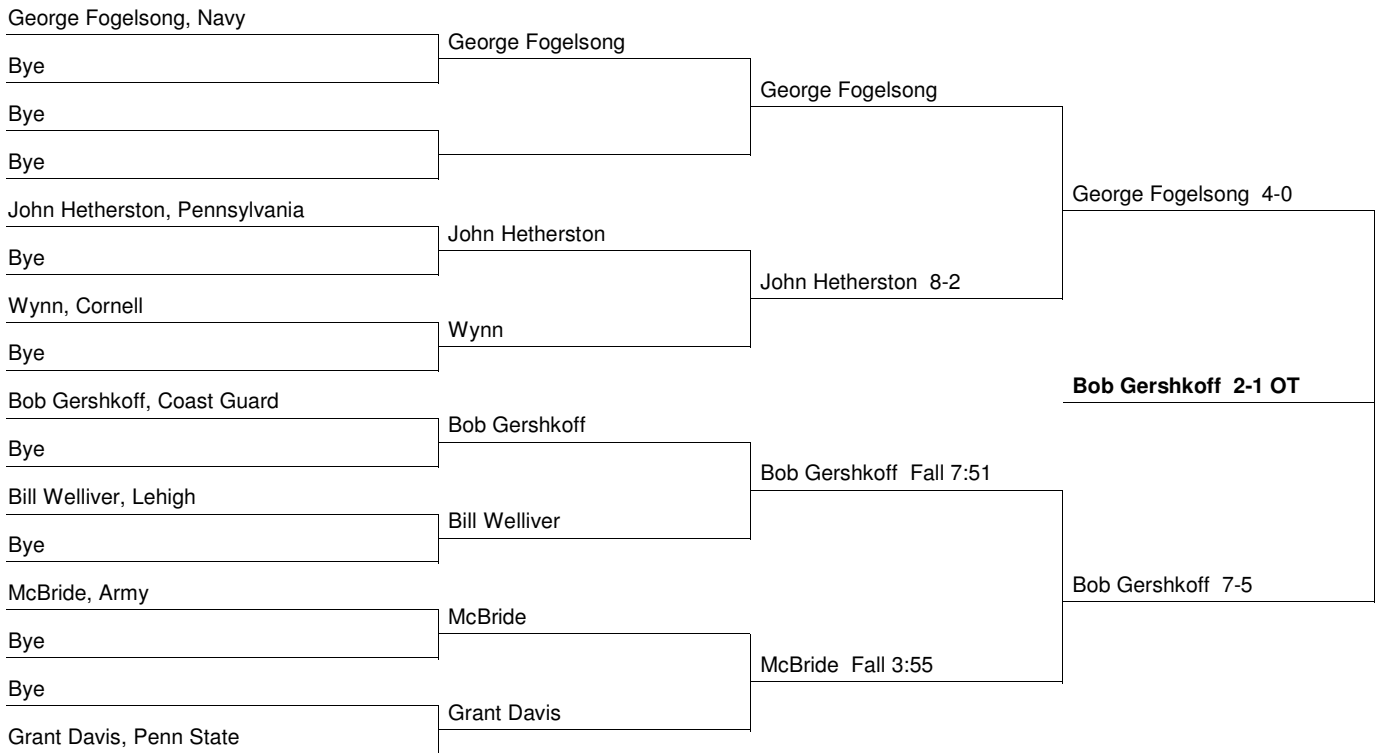 George Fogelsong, Navy
Bye
Bye
Bye
John Hetherston, Pennsylvania
Bye
Wynn, Cornell
Bye
Bob Gershkoff, Coast Guard
Bye
Bill Welliver, Lehigh
Bye
McBride, Army
Bye
Bye
Grant Davis, Penn State
George Fogelsong
John Hetherston
Wynn
Bob Gershkoff
Bill Welliver
McBride
Grant Davis
George Fogelsong
John Hetherston 8-2
Bob Gershkoff Fall 7:51
McBride Fall 3:55
George Fogelsong 4-0
Bob Gershkoff 7-5
Bob Gershkoff 2-1 OT